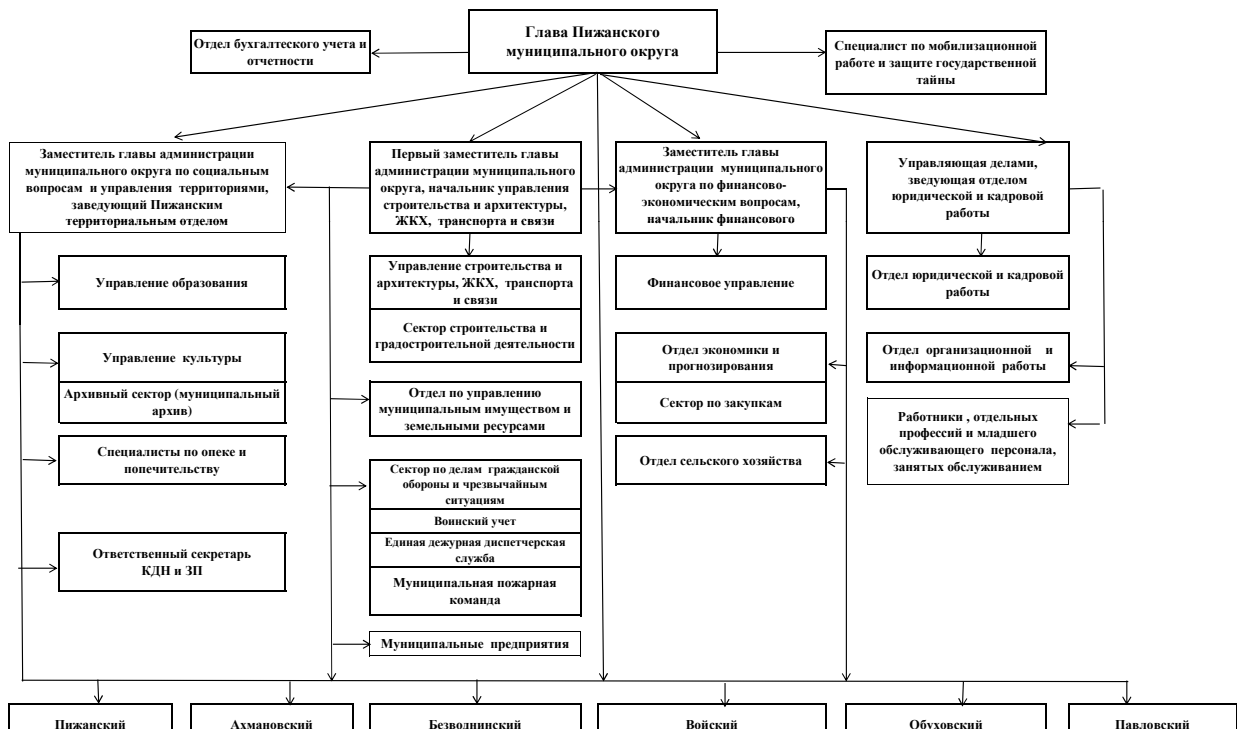 Глава Пижанского
муниципального округа
Отдел бухгалтеского учета и
отчетности
Специалист по мобилизационной
работе и защите государственной
тайны
Заместитель главы администрации
муниципального округа по социальным
вопросам и управления территориями,
заведующий Пижанским
территориальным отделом
Первый заместитель главы
администрации муниципального
округа, начальник управления
строительства и архитектуры,
ЖКХ, транспорта и связи
Заместитель главы
администрации муниципального
округа по финансово-
экономическим вопросам,
начальник финансового
Управляющая делами,
зведующая отделом
юридической и кадровой
работы
Управление образования
Управление культуры
Архивный сектор (муниципальный
архив)
Специалисты по опеке и
попечительству
Ответственный секретарь
КДН и ЗП
Управление строительства и
архитектуры, ЖКХ, транспорта
и связи
Сектор строительства и
градостроительной деятельности
Отдел по управлению
муниципальным имуществом и
земельными ресурсами
Сектор по делам гражданской
обороны и чрезвычайным
ситуациям
Воинский учет
Единая дежурная диспетчерская
служба
Муниципальная пожарная
команда
Муниципальные предприятия
Финансовое управление
Отдел экономики и
прогнозирования
Сектор по закупкам
Отдел сельского хозяйства
Отдел юридической и кадровой
работы
Отдел организационной и
информационной работы
Работники , отдельных
профессий и младшего
обслуживающего персонала,
занятых обслуживанием
Пижанский
Ахмановский
Безводнинский
Войский
Обуховский
Павловский